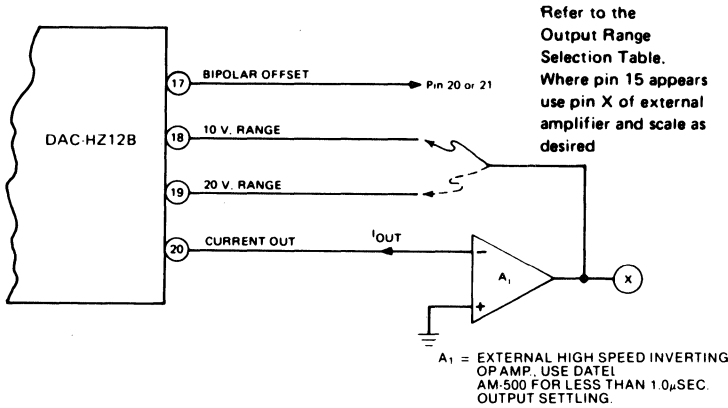 Refer to the
Output Range
Selection Table.
Where pin 15 appears
use pin X of external
amplifier and scale as
desired
DAC-HZ12B
17 BIPOLAR OFFSET Pin 20 or 21
18 10 V. RANGE
19 20 V. RANGE
20 CURRENT OUT IOUT
-
A1
+
X
A1 = EXTERNAL HIGH SPEED INVERTING
OP AMP., USE DATEL
AM-500 FOR LESS THAN 1.0µSEC.
OUTPUT SETTLING.